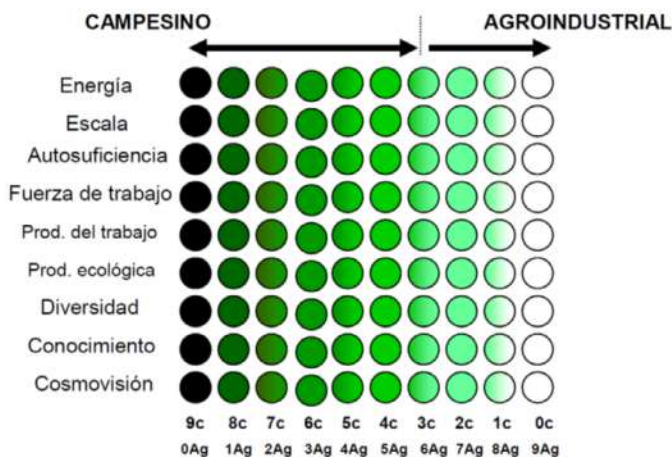 CAMPESINO AGROINDUSTRIAL
Energía
Escala
Autosuficiencia
Fuerza de trabajo
Prod. del trabajo
Prod. ecológica
Diversidad
Conocimiento
Cosmovisión
9c 8c 7c 6c 5c 4c 3c 2c 1c 0c
0Ag 1Ag 2Ag 3Ag 4Ag 5Ag 6Ag 7Ag 8Ag 9Ag